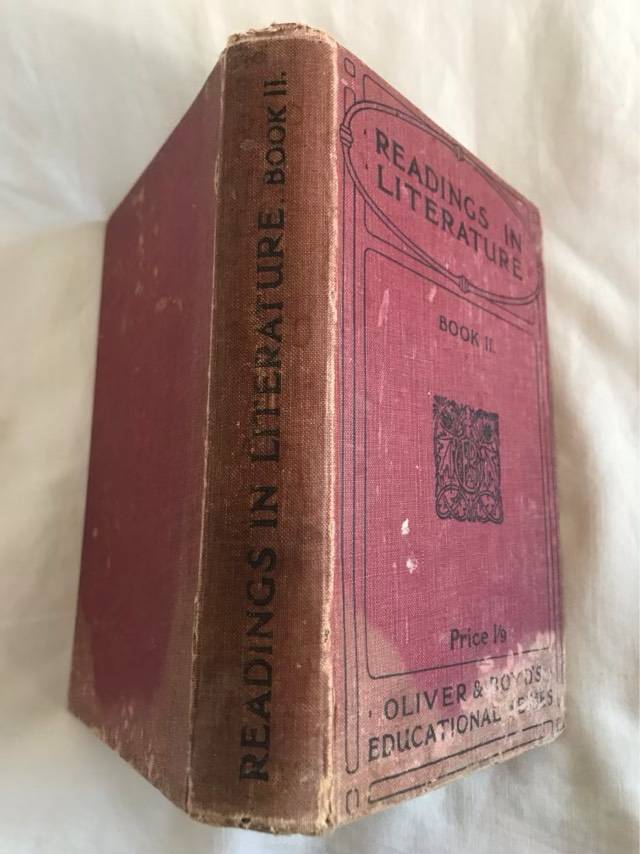 READINGS IN LITERATURE. BOOK II.
READINGS IN
LITERATURE
BOOK II.
Price 1/9
OLIVER & BOYD'S
EDUCATIONAL